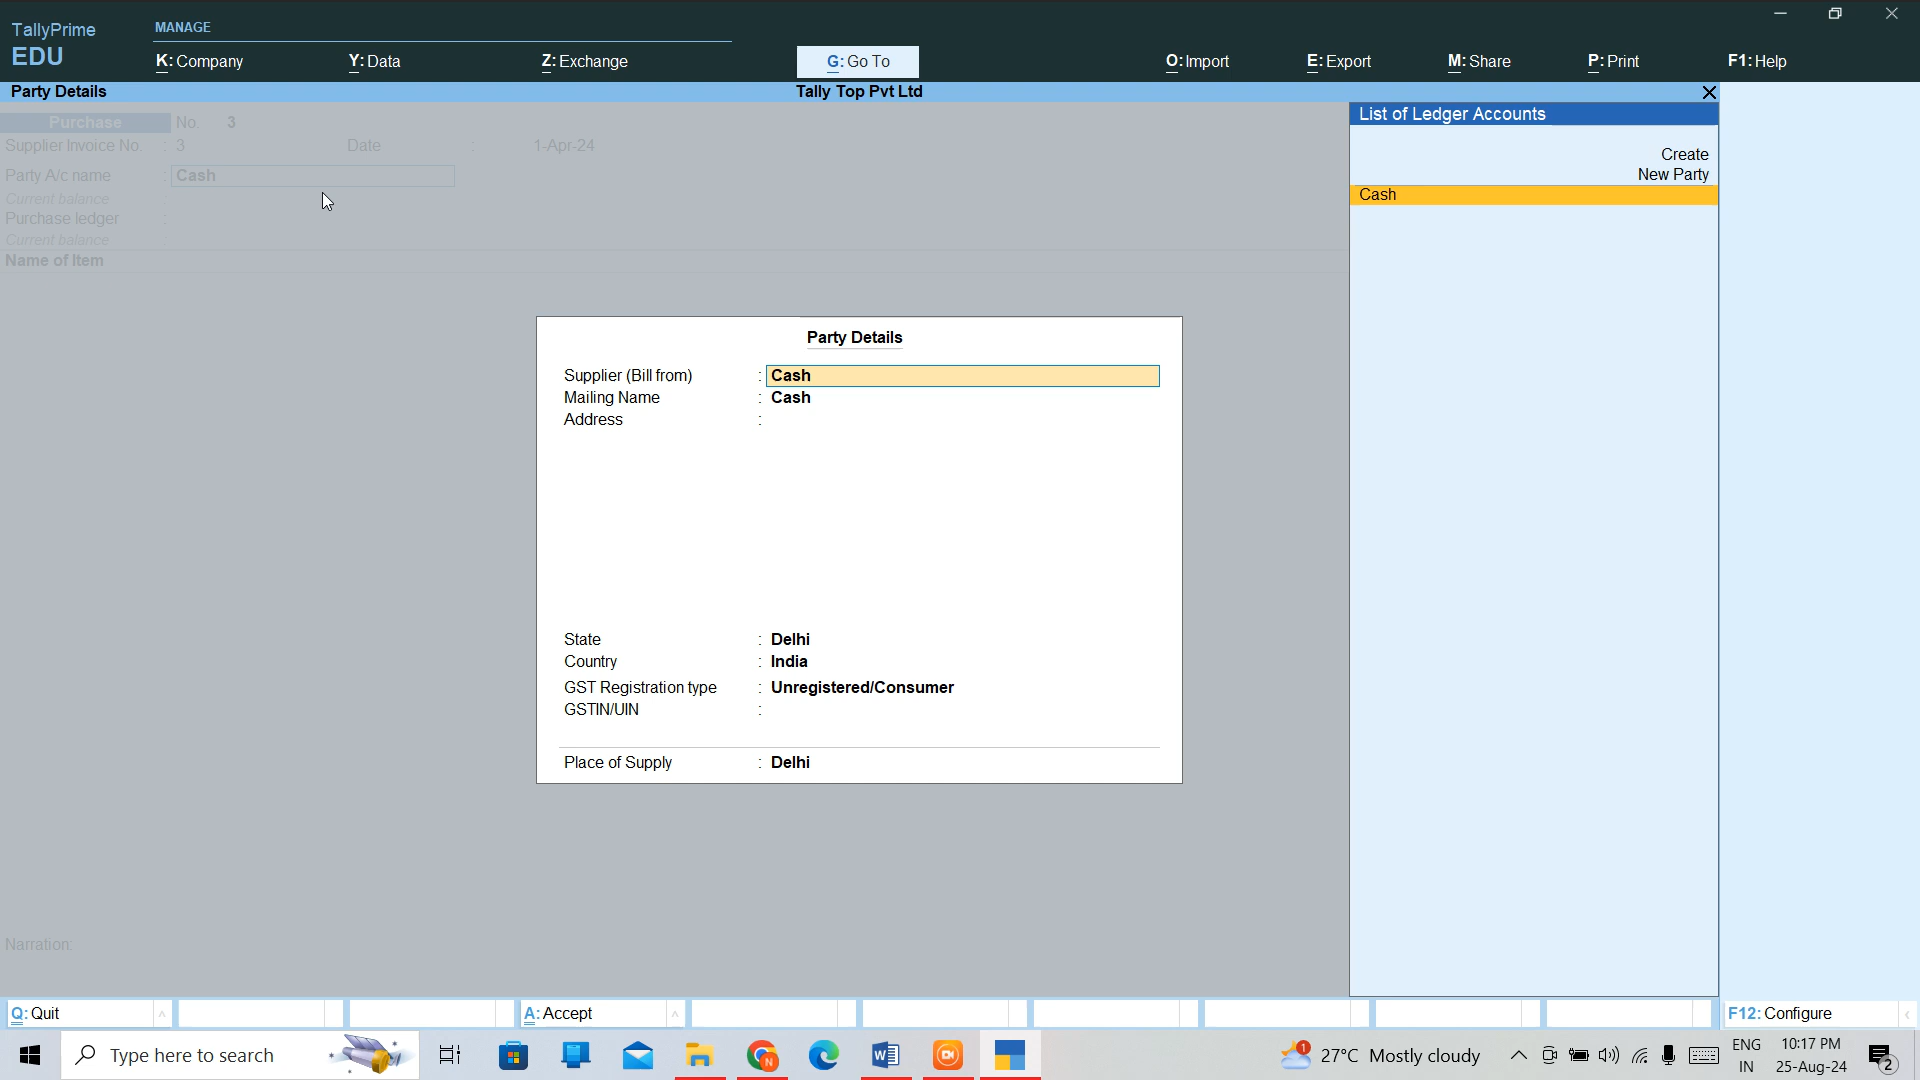 TallyPrime
EDU
MANAGE
K: Company
Y: Data
Z: Exchange
G: Go To
O: Import
E: Export
M: Share
P: Print
F1: Help
Party Details
Tally Top Pvt Ltd
Purchase No. 3
Supplier Invoice No. : 3 Date : 1-Apr-24
Party A/c name : Cash
Current balance :
Purchase ledger :
Current balance :
Name of Item
List of Ledger Accounts
Create
New Party
Cash
Party Details
Supplier (Bill from) : Cash
Mailing Name : Cash
Address :
State : Delhi
Country : India
GST Registration type : Unregistered/Consumer
GSTIN/UIN :
Place of Supply : Delhi
Narration:
Q: Quit
A: Accept
F12: Configure
Type here to search
27°C Mostly cloudy
ENG
IN
10:17 PM
25-Aug-24
2
1
N
W